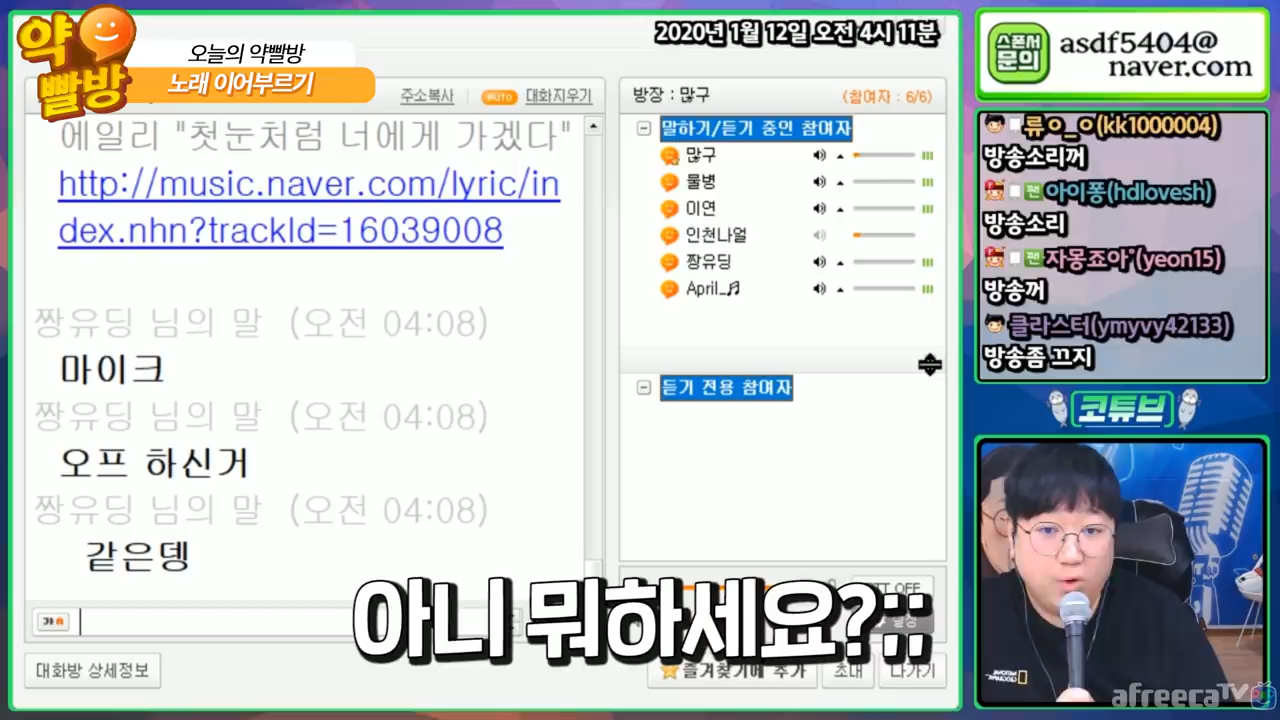 약
빵방
오늘의 약빨방
노래 이어부르기
2020년 1월 12일 오전 4시 11분
스폰서
문의
asdf5404@
naver.com
주소복사
AUTO 대화지우기
에일리 "첫눈처럼 너에게 가겠다"
http://music.naver.com/lyric/in
dex.nhn?trackId=16039008
짱유딩 님의 말 (오전 04:08)
마이크
짱유딩 님의 말 (오전 04:08)
오프 하신거
짱유딩 님의 말 (오전 04:08)
같은뎅
가
대화방 상세정보
방장 : 많구
(참여자 : 6/6)
말하기/듣기 중인 참여자
많구
물병
이연
인천나얼
짱유딩
April_♬
듣기 전용 참여자
OFF
아니 뭐하세요?;;
즐겨찾기에 추가
초대
나가기
류ㅇ_ㅇ(kk1000004)
방송소리꺼
팬 아이퐁(hdlovesh)
방송소리
팬 자몽죠아°(yeon15)
방송꺼
클라스터(ymyvy42133)
방송좀 끄지
코튜브
afreecaTV